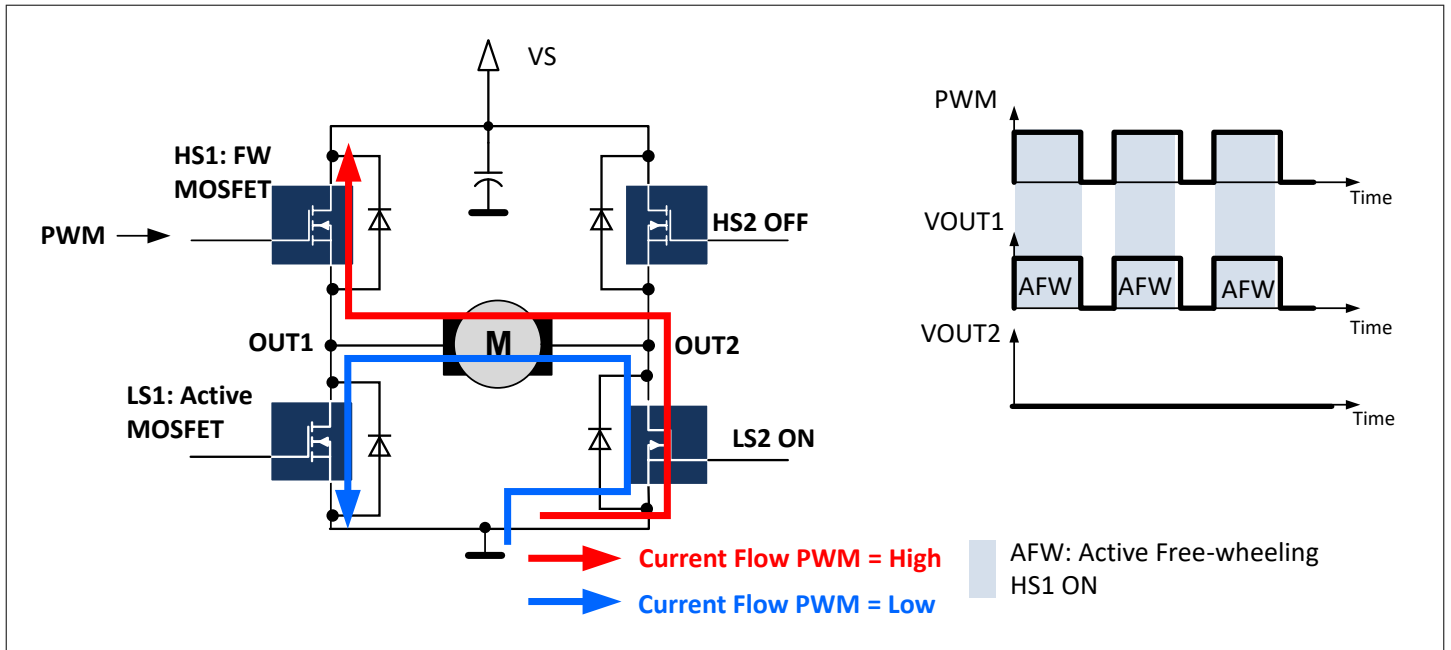 VS
HS1: FW
MOSFET
HS2 OFF
PWM
OUT1
M
OUT2
LS1: Active
MOSFET
LS2 ON
Current Flow PWM = High
Current Flow PWM = Low
PWM
Time
VOUT1
AFW
AFW
AFW
Time
VOUT2
Time
AFW: Active Free-wheeling
HS1 ON